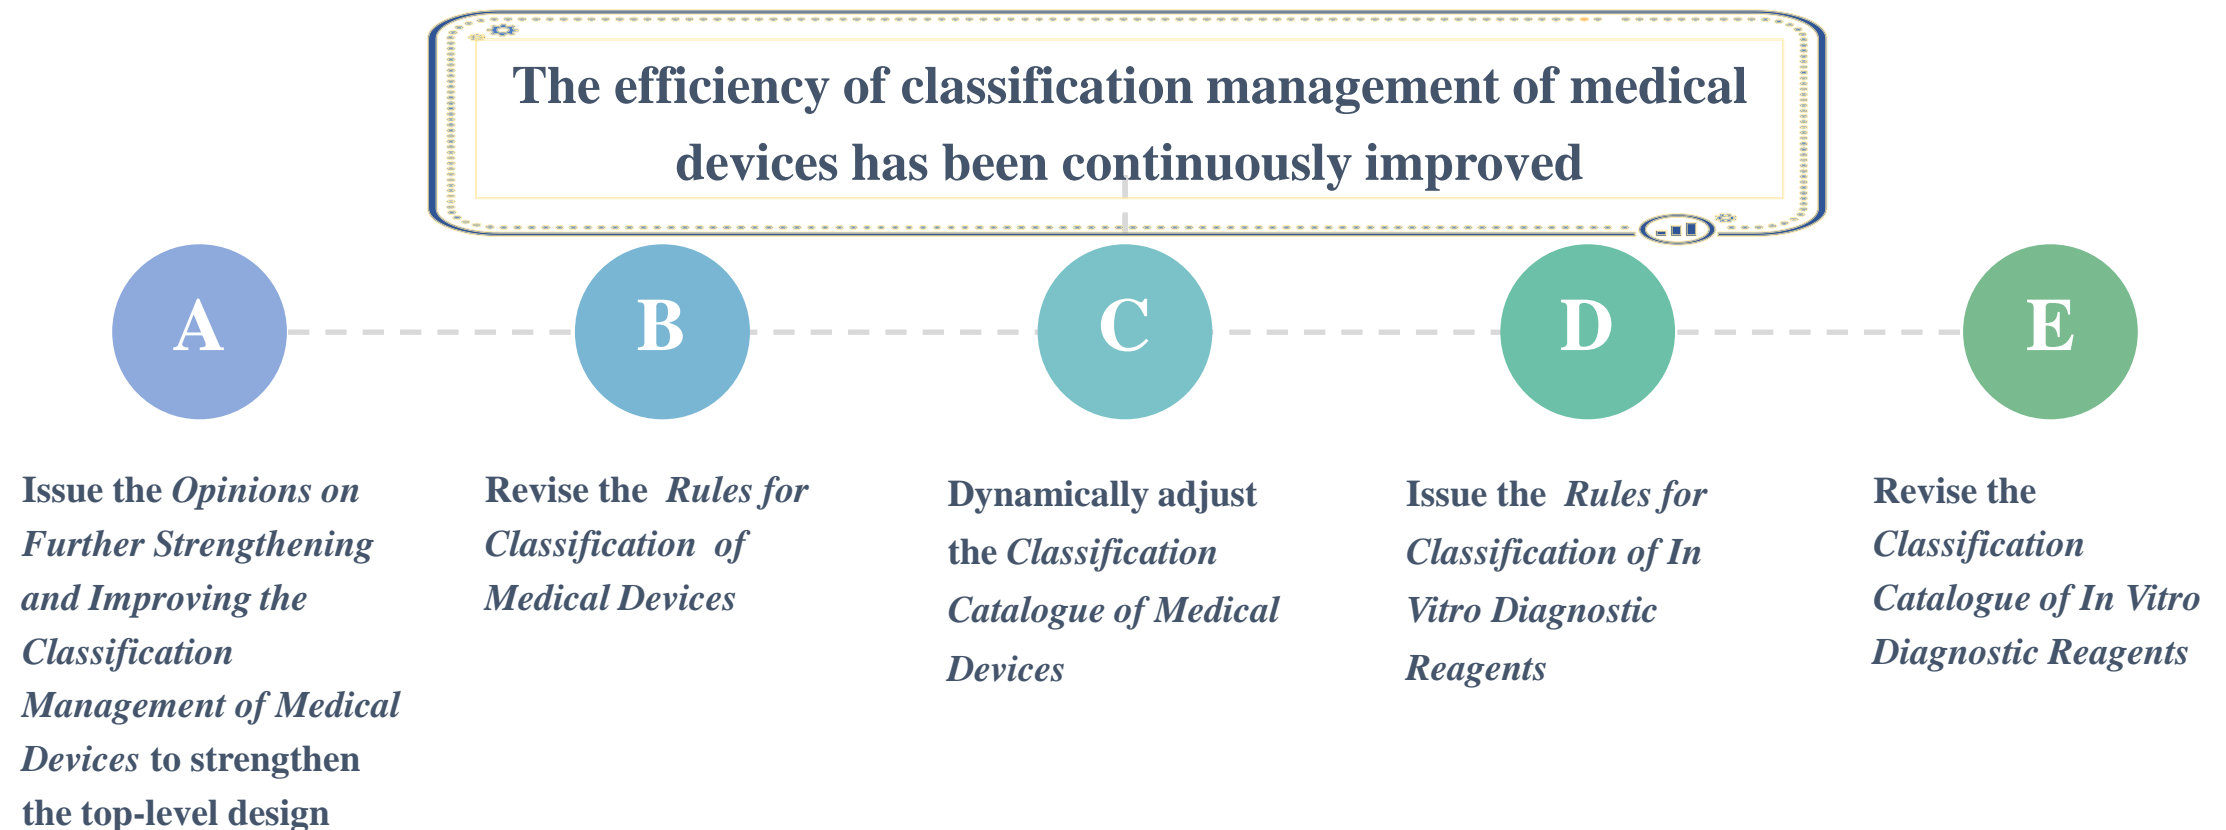 The efficiency of classification management of medical
devices has been continuously improved
A
B
C
D
E
Issue the Opinions on
Further Strengthening
and Improving the
Classification
Management of Medical
Devices to strengthen
the top-level design
Revise the Rules for
Classification of
Medical Devices
Dynamically adjust
the Classification
Catalogue of Medical
Devices
Issue the Rules for
Classification of In
Vitro Diagnostic
Reagents
Revise the
Classification
Catalogue of In Vitro
Diagnostic Reagents